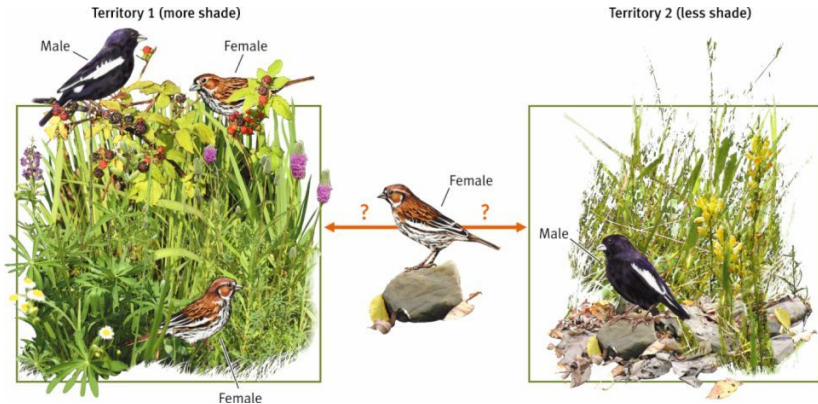 Territory 1 (more shade)
Male
Female
Female
Territory 2 (less shade)
Male
Female
?
?